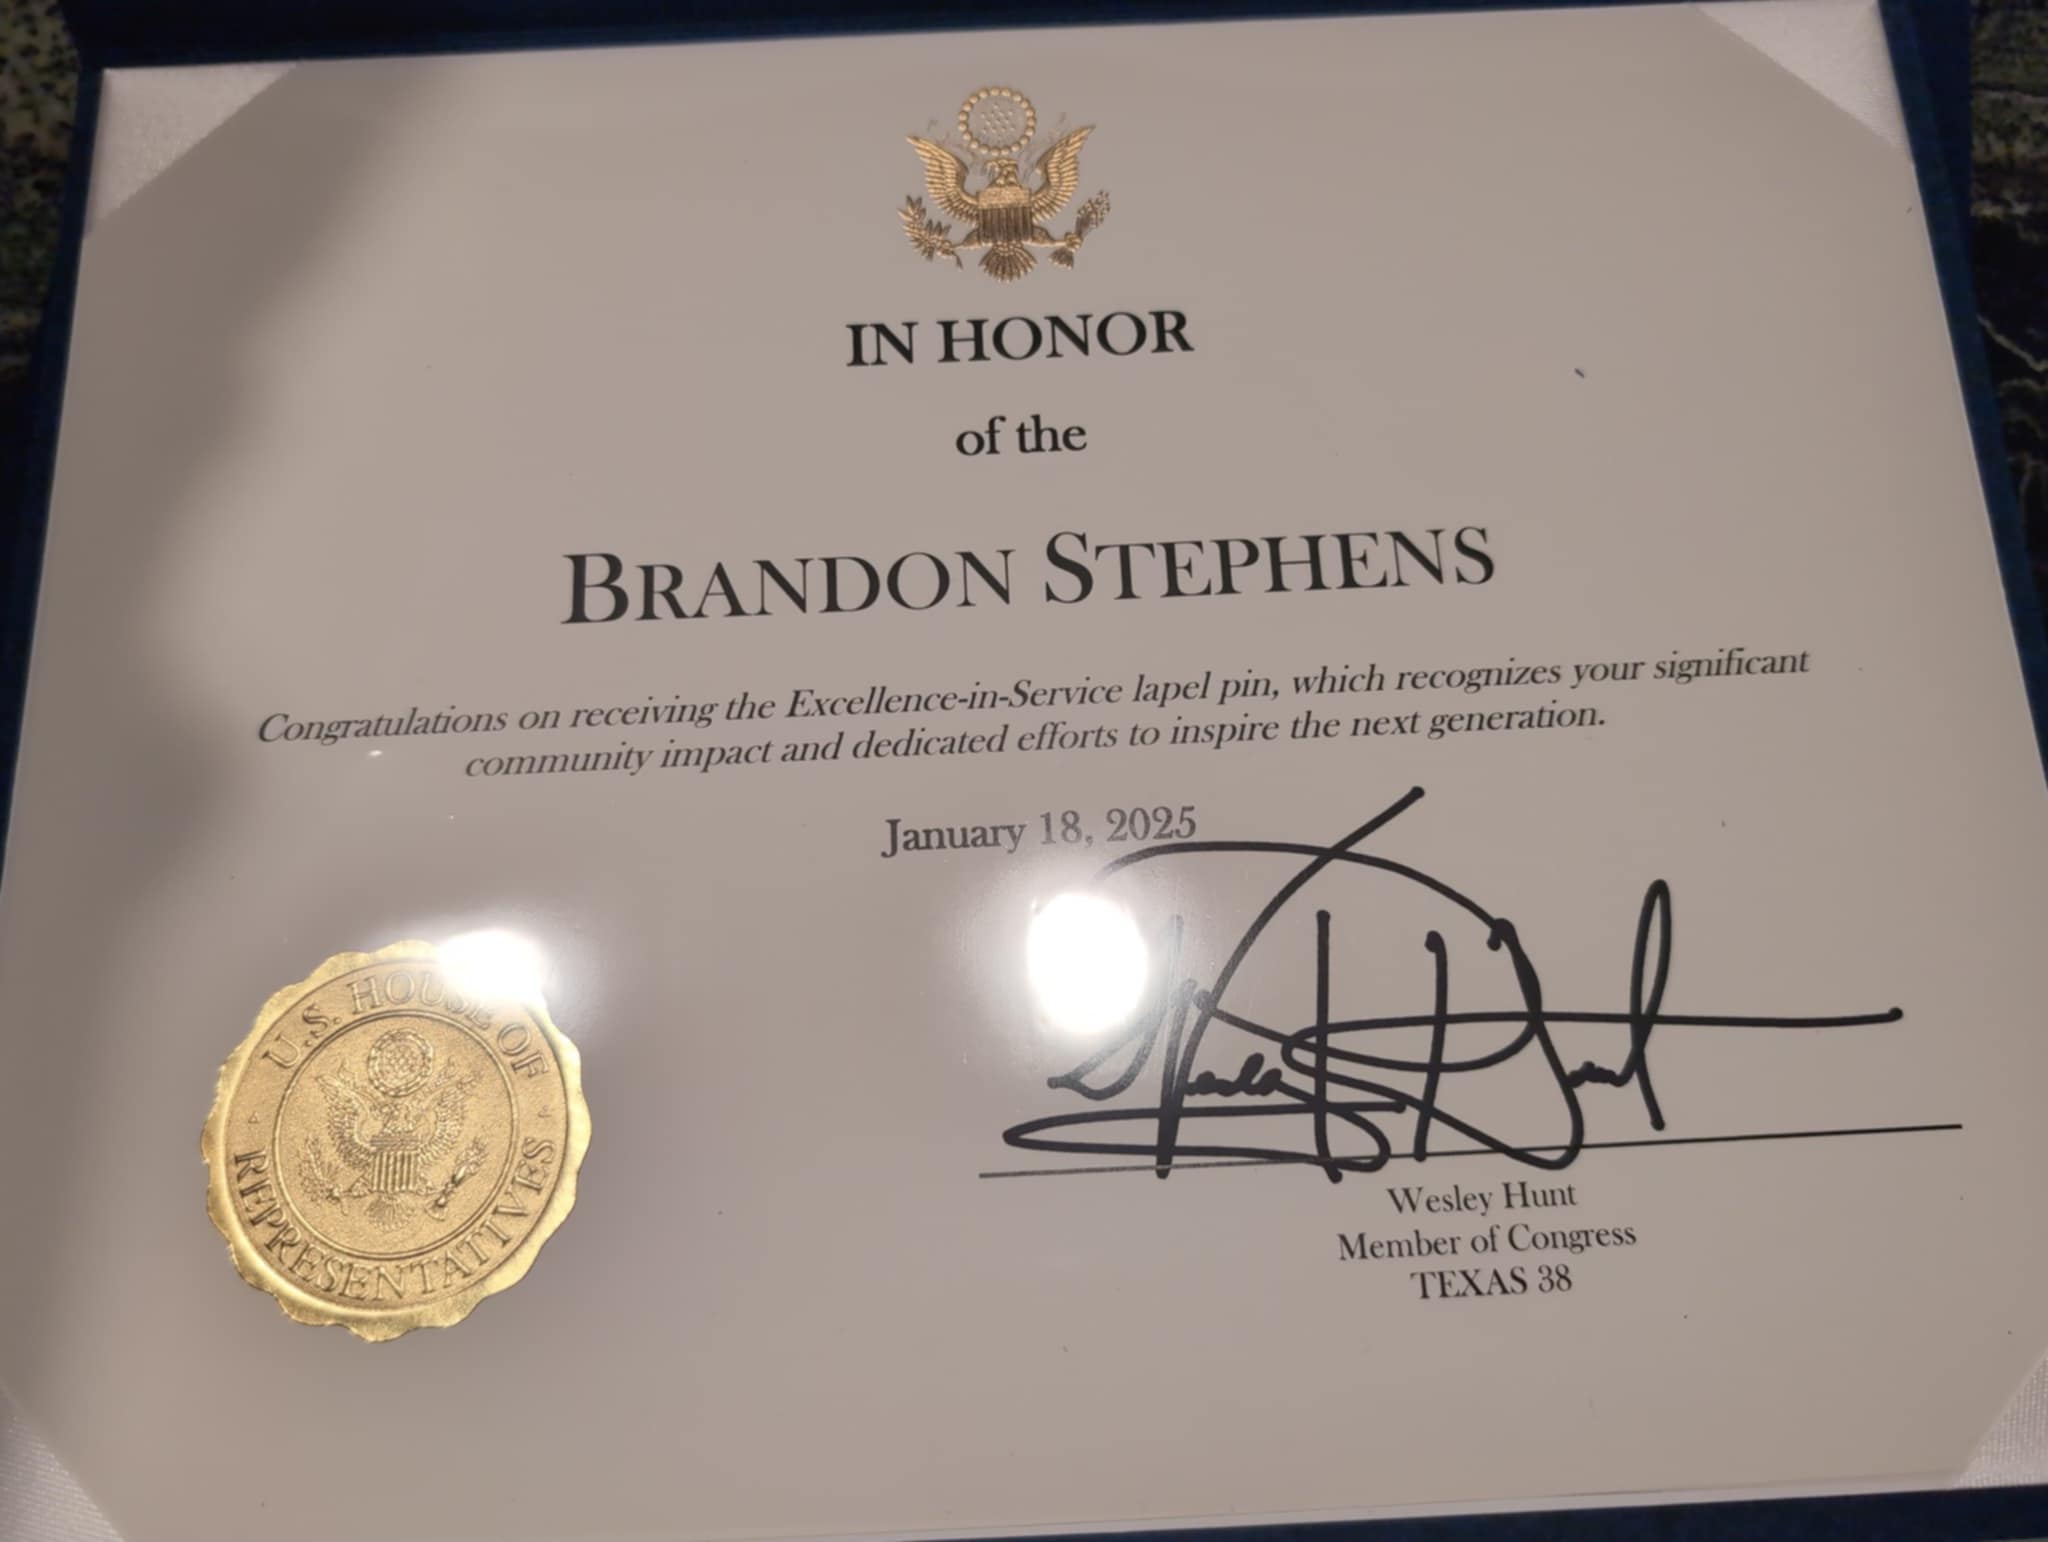 IN HONOR
of the
BRANDON STEPHENS
Congratulations on receiving the Excellence-in-Service lapel pin, which recognizes your significant
community impact and dedicated efforts to inspire the next generation.
January 18, 2025
Wesley Hunt
Member of Congress
TEXAS 38
U.S. HOUSE OF
REPRESENTATIVES